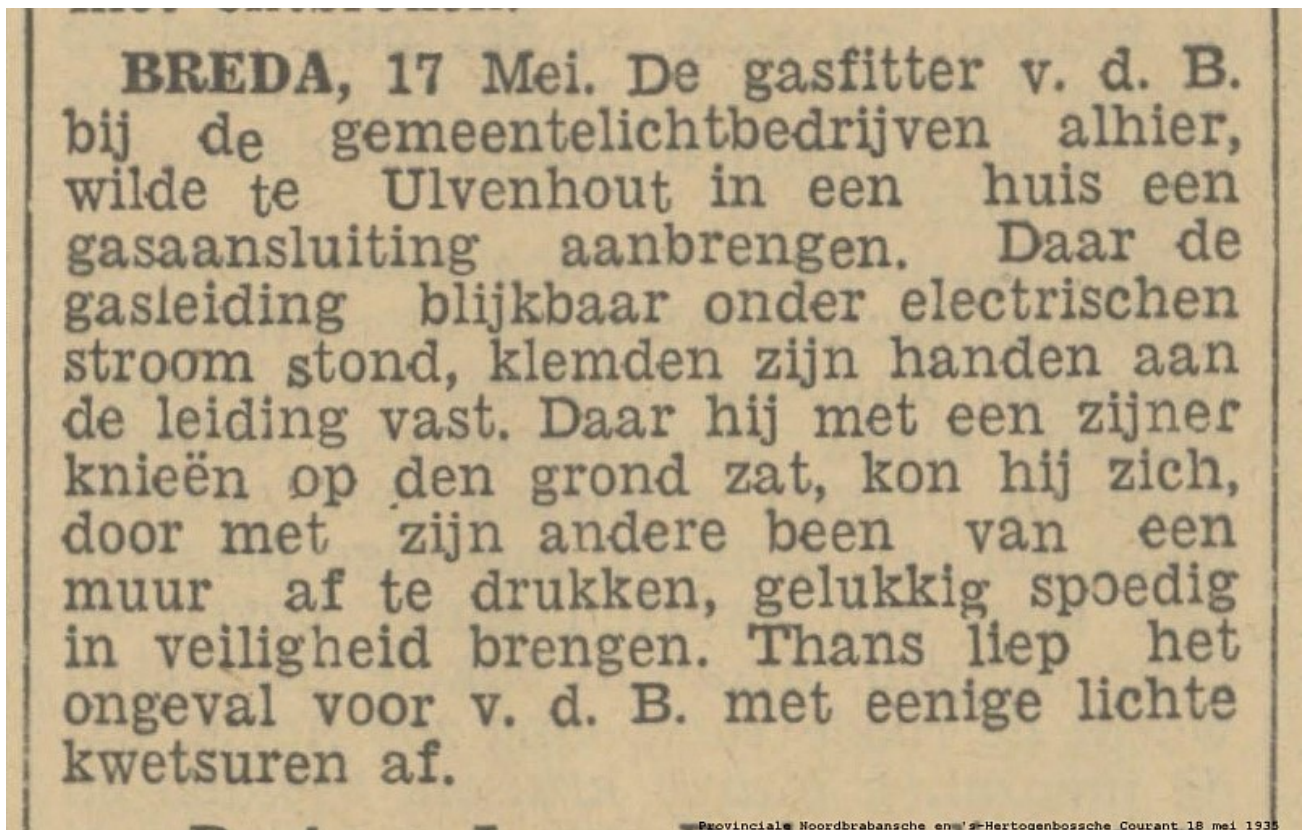 BREDA, 17 Mei. De gasfitter v. d. B.
bij de gemeentelichtbedrijven alhier,
wilde te Ulvenhout in een huis een
gasaansluiting aanbrengen. Daar de
gasleiding blijkbaar onder electrischen
stroom stond, klemden zijn handen aan
de leiding vast. Daar hij met een zijner
knieën op den grond zat, kon hij zich,
door met zijn andere been van een
muur af te drukken, gelukkig spoedig
in veiligheid brengen. Thans liep het
ongeval voor v. d. B. met eenige lichte
kwetsuren af.
Provinciale Noordbrabansche en 's-Hertogenbossche Courant 18 mei 1935